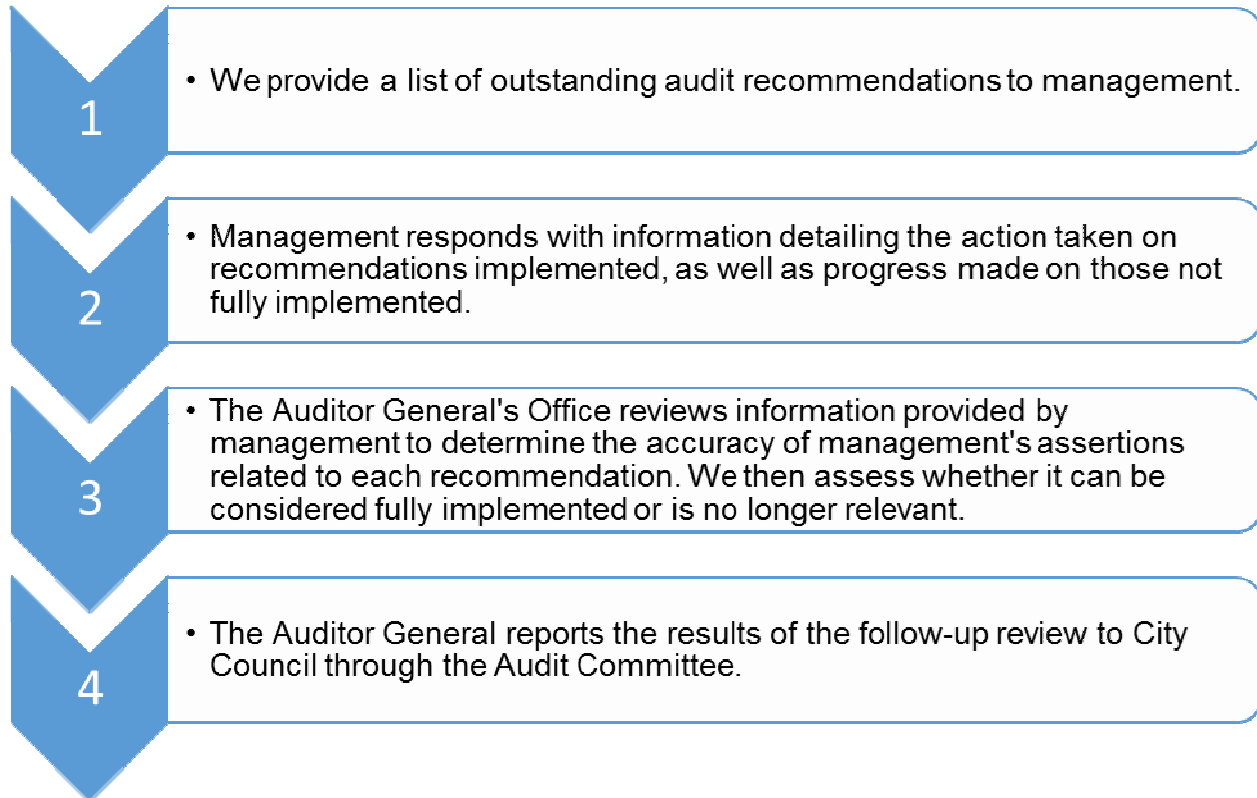 1
• We provide a list of outstanding audit recommendations to management.
2
• Management responds with information detailing the action taken on
recommendations implemented, as well as progress made on those not
fully implemented.
3
• The Auditor General's Office reviews information provided by
management to determine the accuracy of management's assertions
related to each recommendation. We then assess whether it can be
considered fully implemented or is no longer relevant.
4
• The Auditor General reports the results of the follow-up review to City
Council through the Audit Committee.